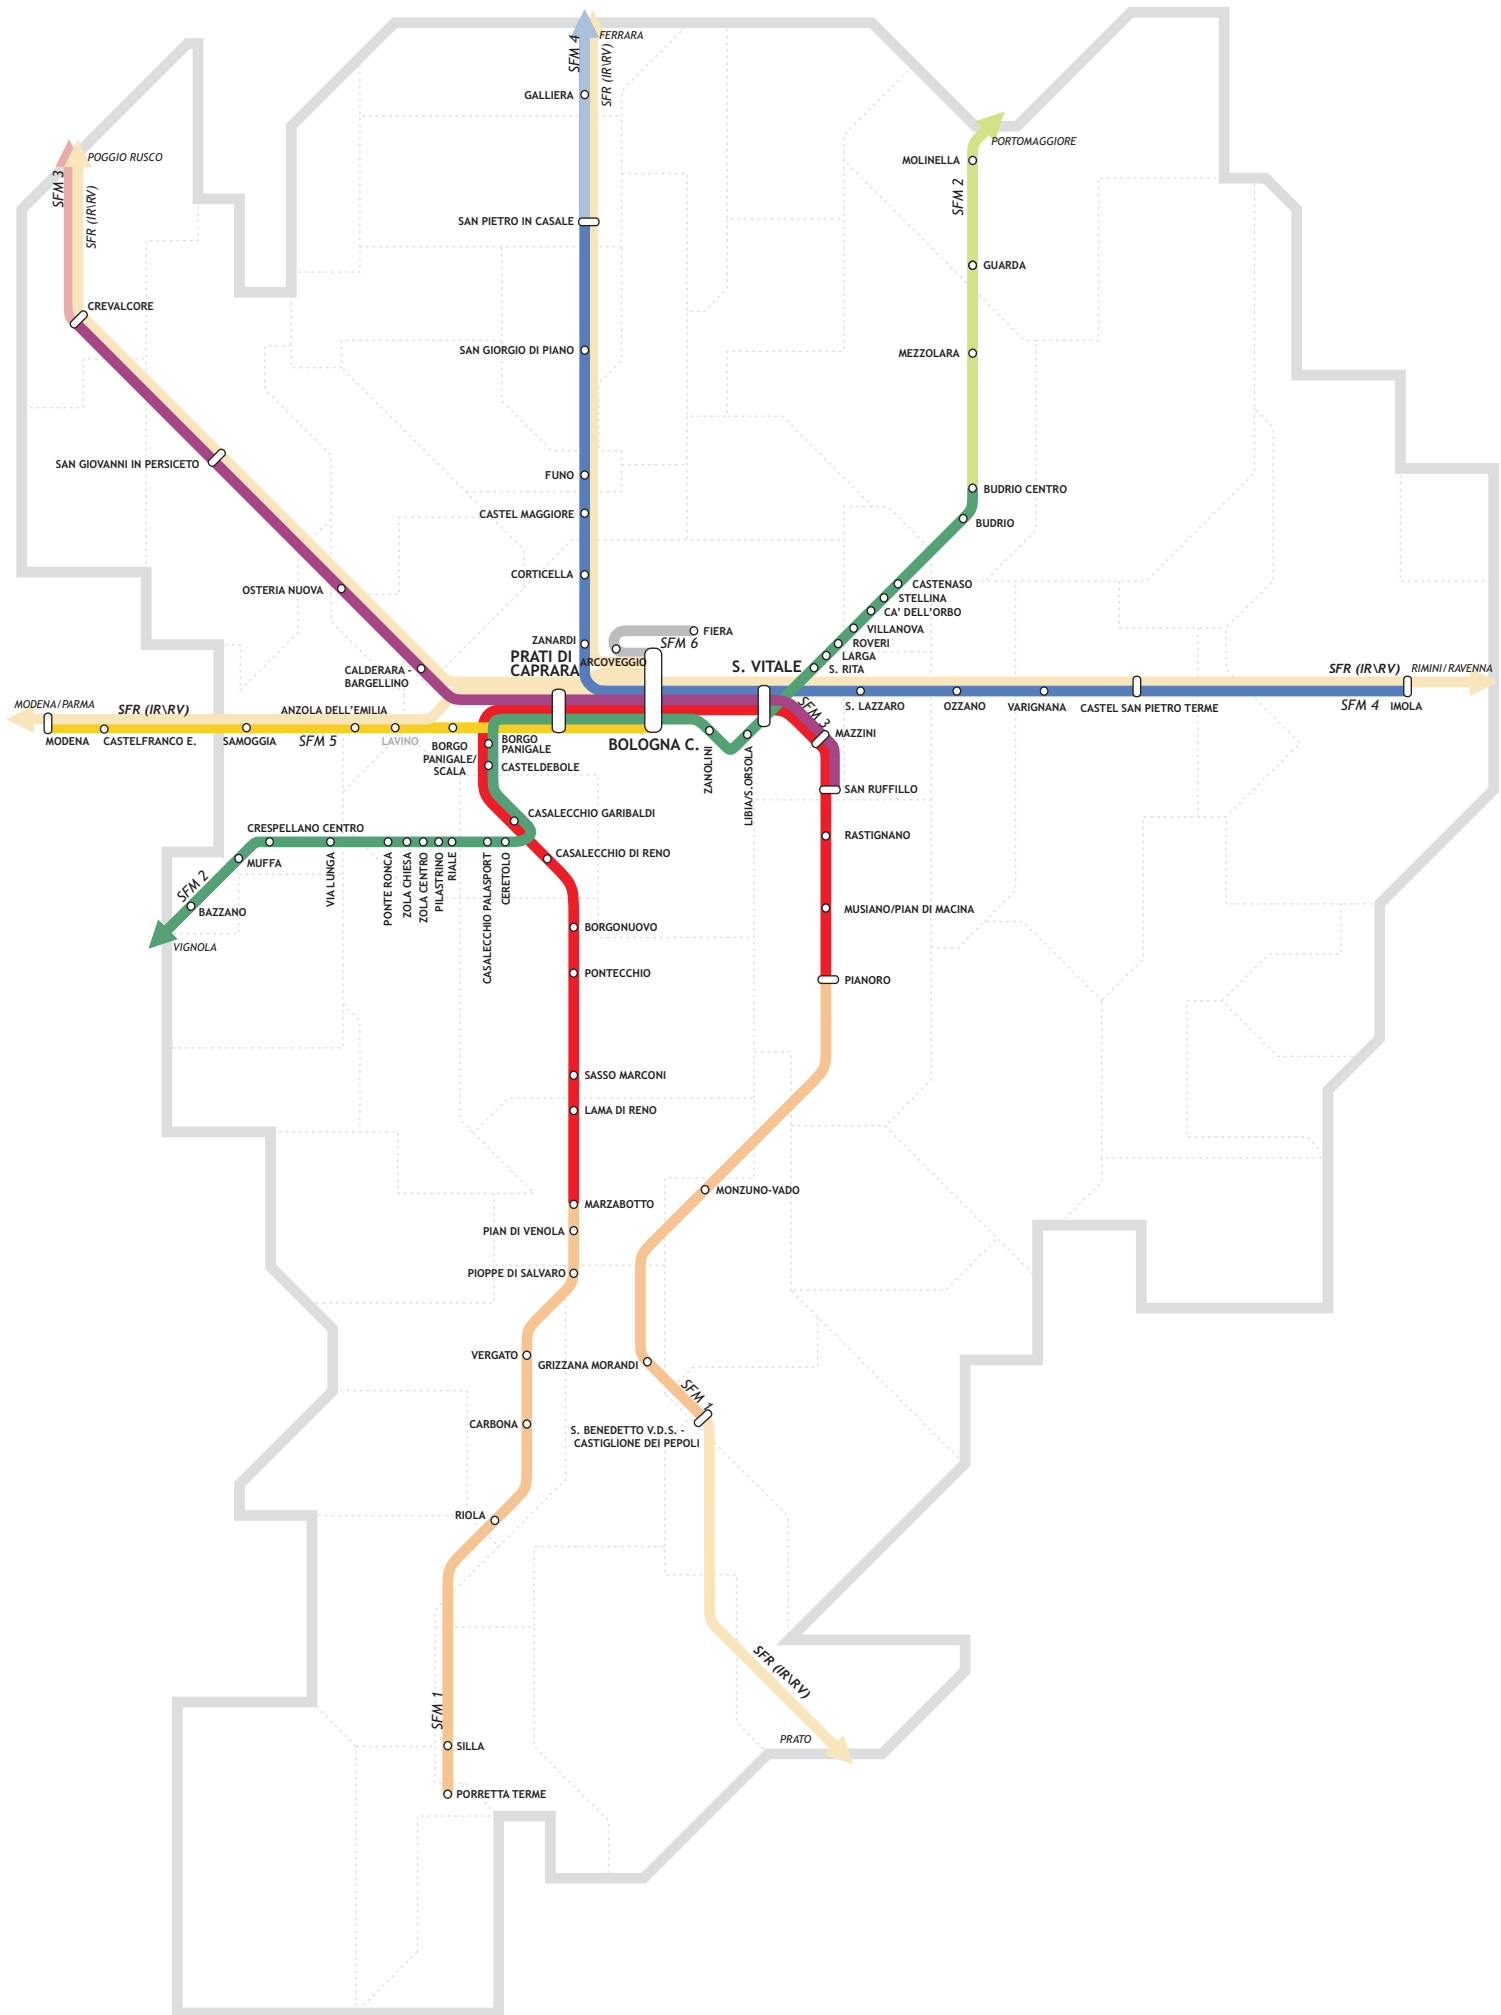 FERRARA
SFM 4
SFR (IR\RV)
GALLIERA
POGGIO RUSCO
SFM 3
SFR (IR\RV)
PORTOMAGGIORE
MOLINELLA
SFM 2
SAN PIETRO IN CASALE
GUARDA
CREVALCORE
SAN GIORGIO DI PIANO
MEZZOLARA
SAN GIOVANNI IN PERSICETO
FUNO
BUDRIO CENTRO
CASTEL MAGGIORE
BUDRIO
CORTICELLA
OSTERIA NUOVA
CASTENASO
STELLINA
CA' DELL'ORBO
VILLANOVA
ROVERI
LARGA
S. RITA
FIERA
SFM 6
ZANARDI
ARCOVEGGIO
PRATI DI
CAPRARA
S. VITALE
CALDERARA -
BARGELLINO
SFR (IR\RV)
RIMINI/RAVENNA
MODENA/PARMA
SFR (IR\RV)
ANZOLA DELL'EMILIA
S. LAZZARO
OZZANO
VARIGNANA
CASTEL SAN PIETRO TERME
SFM 4
IMOLA
MODENA
CASTELFRANCO E.
SAMOGGIA
SFM 5
LAVINO
BORGO
PANIGALE/
SCALA
BORGO
PANIGALE
CASTELDEBOLE
BOLOGNA C.
ZANOLINI
LIBIA/S.ORSOLA
SFM 3
MAZZINI
SAN RUFFILLO
CASALECCHIO GARIBALDI
CRESPELLANO CENTRO
RASTIGNANO
MUFFA
CASALECCHIO DI RENO
VIA LUNGA
PONTE RONCA
ZOLA CHIESA
ZOLA CENTRO
PILASTRINO
RIALE
CASALECCHIO PALASPORT
CERETOLO
SFM 2
BAZZANO
VIGNOLA
MUSIANO/PIAN DI MACINA
BORGONUOVO
PONTECCHIO
PIANORO
SASSO MARCONI
LAMA DI RENO
MONZUNO-VADO
MARZABOTTO
PIAN DI VENOLA
PIOPPE DI SALVARO
VERGATO
GRIZZANA MORANDI
SFM 1
CARBONA
S. BENEDETTO V.D.S. -
CASTIGLIONE DEI PEPOLI
RIOLA
SFR (IR\RV)
SFM 1
PRATO
SILLA
PORRETTA TERME